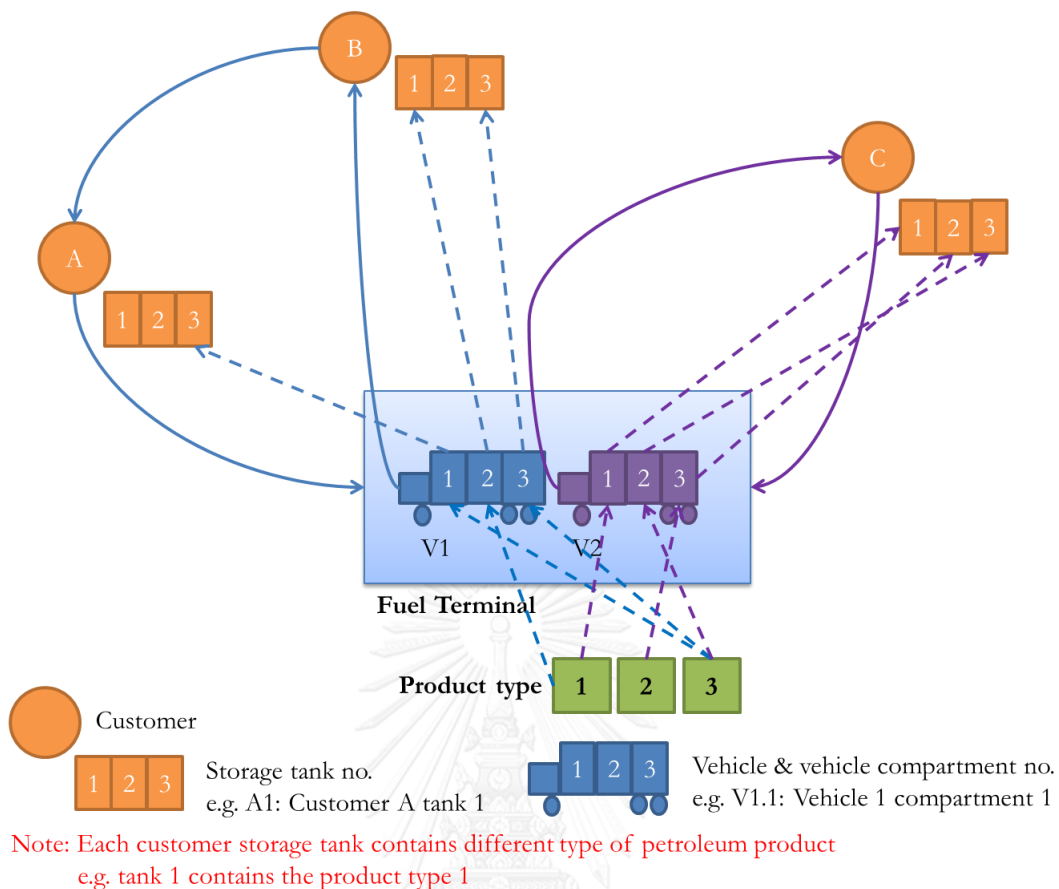 B
1 2 3
C
1 2 3
A
1 2 3
1 2 3
1 2 3
V1
V2
Fuel Terminal
Product type
1 2 3
Customer
1 2 3
Storage tank no.
e.g. A1: Customer A tank 1
1 2 3
Vehicle & vehicle compartment no.
e.g. V1.1: Vehicle 1 compartment 1
Note: Each customer storage tank contains different type of petroleum product
e.g. tank 1 contains the product type 1